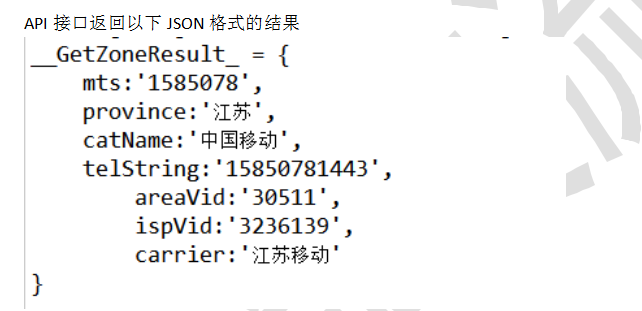 API 接口返回以下 JSON 格式的结果
__GetZoneResult_ = {
mts:'1585078',
province:'江苏',
catName:'中国移动',
telString:'15850781443',
areaVid:'30511',
ispVid:'3236139',
carrier:'江苏移动'
}